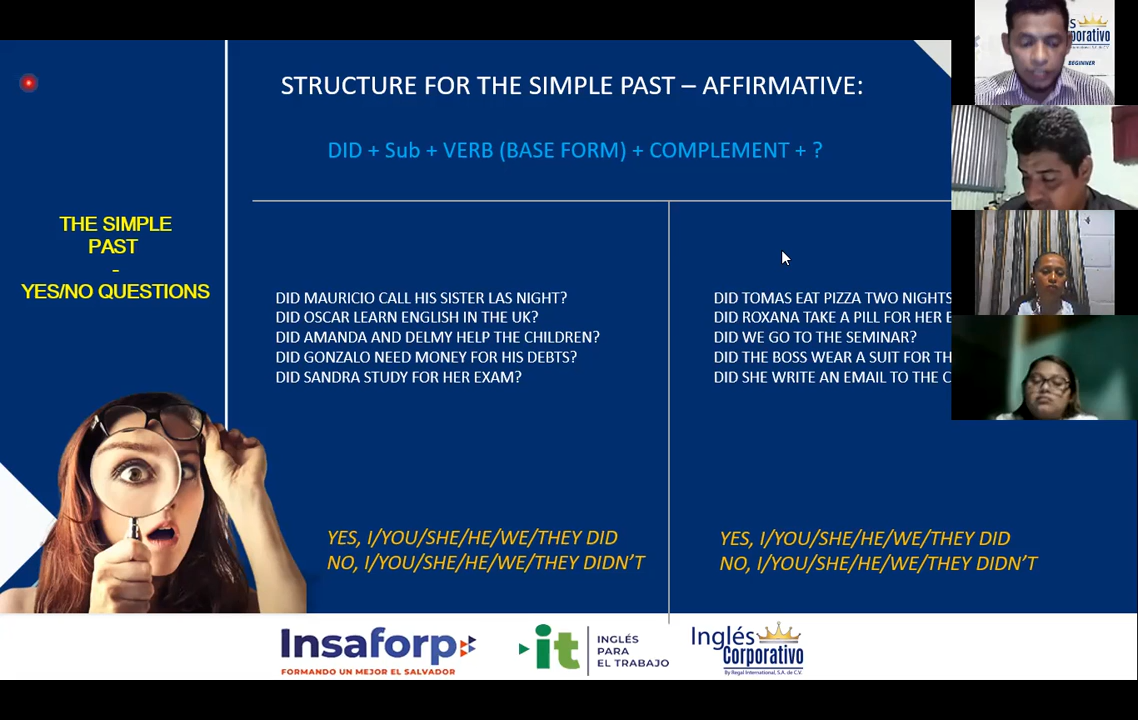 STRUCTURE FOR THE SIMPLE PAST – AFFIRMATIVE:
DID + Sub + VERB (BASE FORM) + COMPLEMENT + ?
THE SIMPLE
PAST
-
YES/NO QUESTIONS
DID MAURICIO CALL HIS SISTER LAS NIGHT?
DID OSCAR LEARN ENGLISH IN THE UK?
DID AMANDA AND DELMY HELP THE CHILDREN?
DID GONZALO NEED MONEY FOR HIS DEBTS?
DID SANDRA STUDY FOR HER EXAM?
DID TOMAS EAT PIZZA TWO NIGHTS
DID ROXANA TAKE A PILL FOR HER
DID WE GO TO THE SEMINAR?
DID THE BOSS WEAR A SUIT FOR
DID SHE WRITE AN EMAIL TO THE
YES, I/YOU/SHE/HE/WE/THEY DID
NO, I/YOU/SHE/HE/WE/THEY DIDN'T
YES, I/YOU/SHE/HE/WE/THEY DID
NO, I/YOU/SHE/HE/WE/THEY DIDN'T
Insaforp
FORMANDO UN MEJOR EL SALVADOR
it
INGLÉS
PARA
EL TRABAJO
Inglés
Corporativo
By Regal International, S.A. de C.V.
BEGINNER